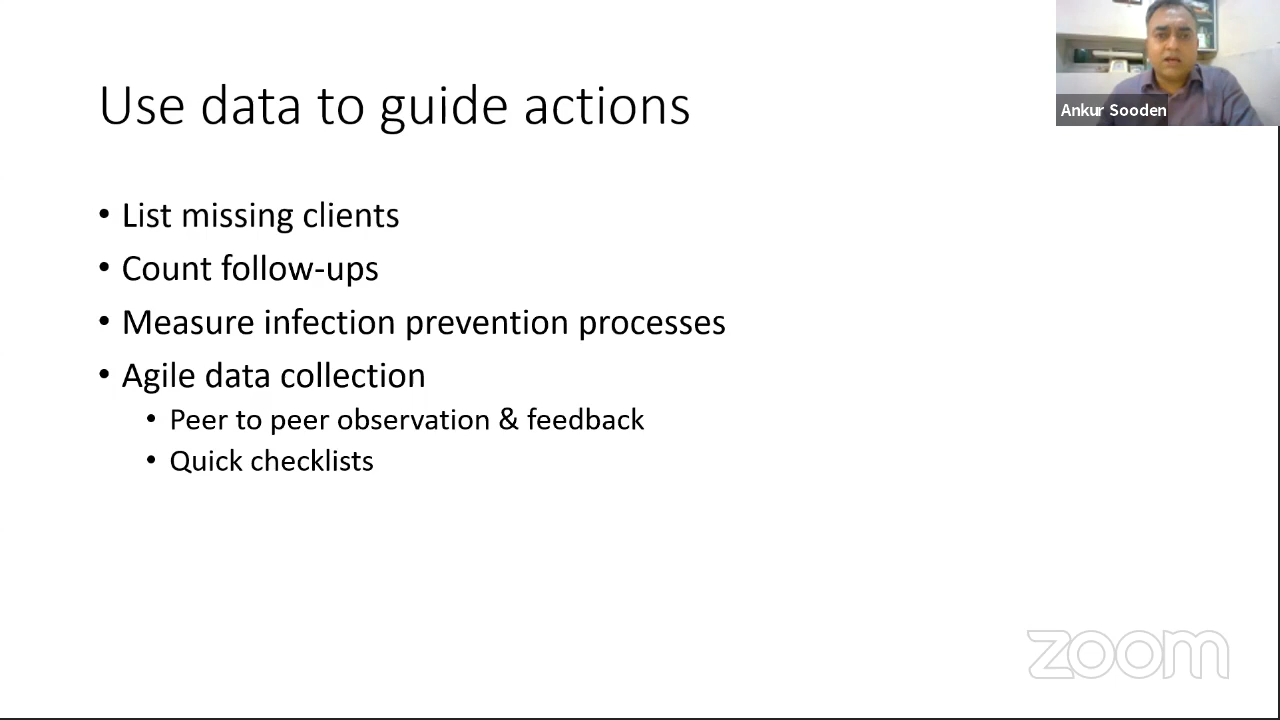 Use data to guide actions
• List missing clients
• Count follow-ups
• Measure infection prevention processes
• Agile data collection
• Peer to peer observation & feedback
• Quick checklists
Ankur Sooden
zoom